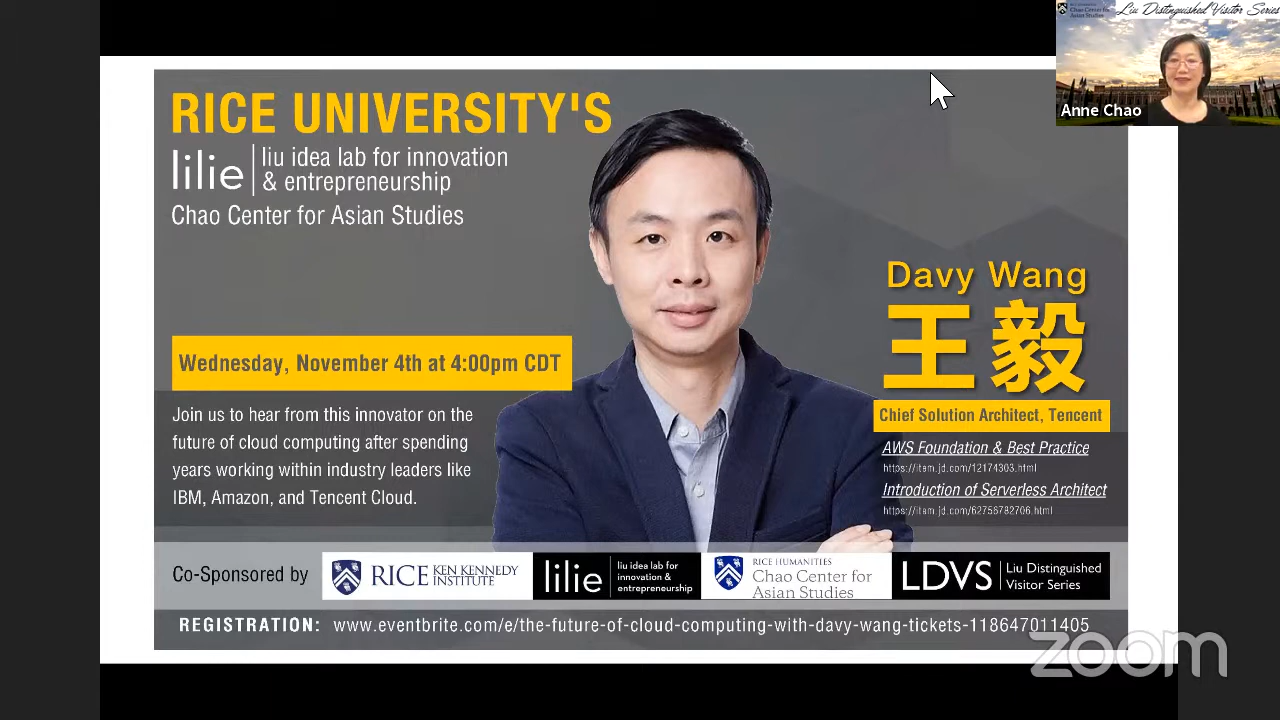 RICE UNIVERSITY'S
lilie
liu idea lab for innovation
& entrepreneurship
Chao Center for Asian Studies
Wednesday, November 4th at 4:00pm CDT
Join us to hear from this innovator on the
future of cloud computing after spending
years working within industry leaders like
IBM, Amazon, and Tencent Cloud.
Davy Wang
王毅
Chief Solution Architect, Tencent
AWS Foundation & Best Practice
https://item.jd.com/12174303.html
Introduction of Serverless Architect
https://item.jd.com/62756782706.html
Co-Sponsored by
RICE KEN KENNEDY
INSTITUTE
lilie
liu idea lab for
innovation &
entrepreneurship
RICE HUMANITIES
Chao Center for
Asian Studies
LDVS
Liu Distinguished
Visitor Series
REGISTRATION: www.eventbrite.com/e/the-future-of-cloud-computing-with-davy-wang-tickets-118647011405
zoom
Chao Center for
Asian Studies
Liu Distinguished Visitor Series
Anne Chao